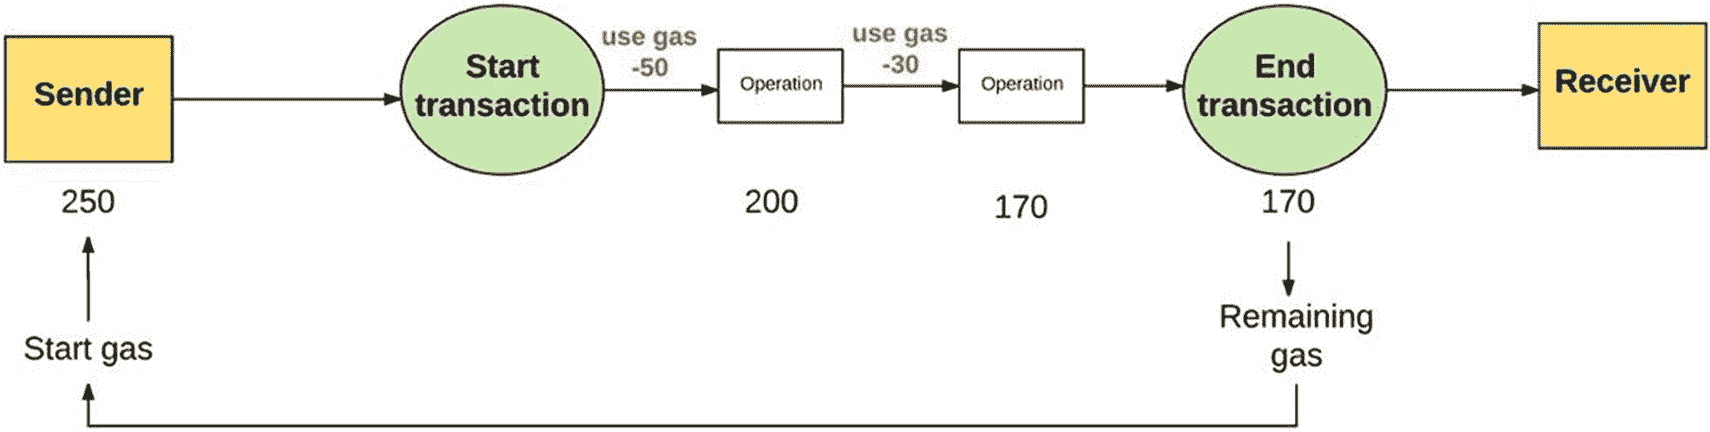 Sender
Start
transaction
use gas
-50
Operation
use gas
-30
Operation
End
transaction
Receiver
250
200
170
170
Start gas
Remaining
gas